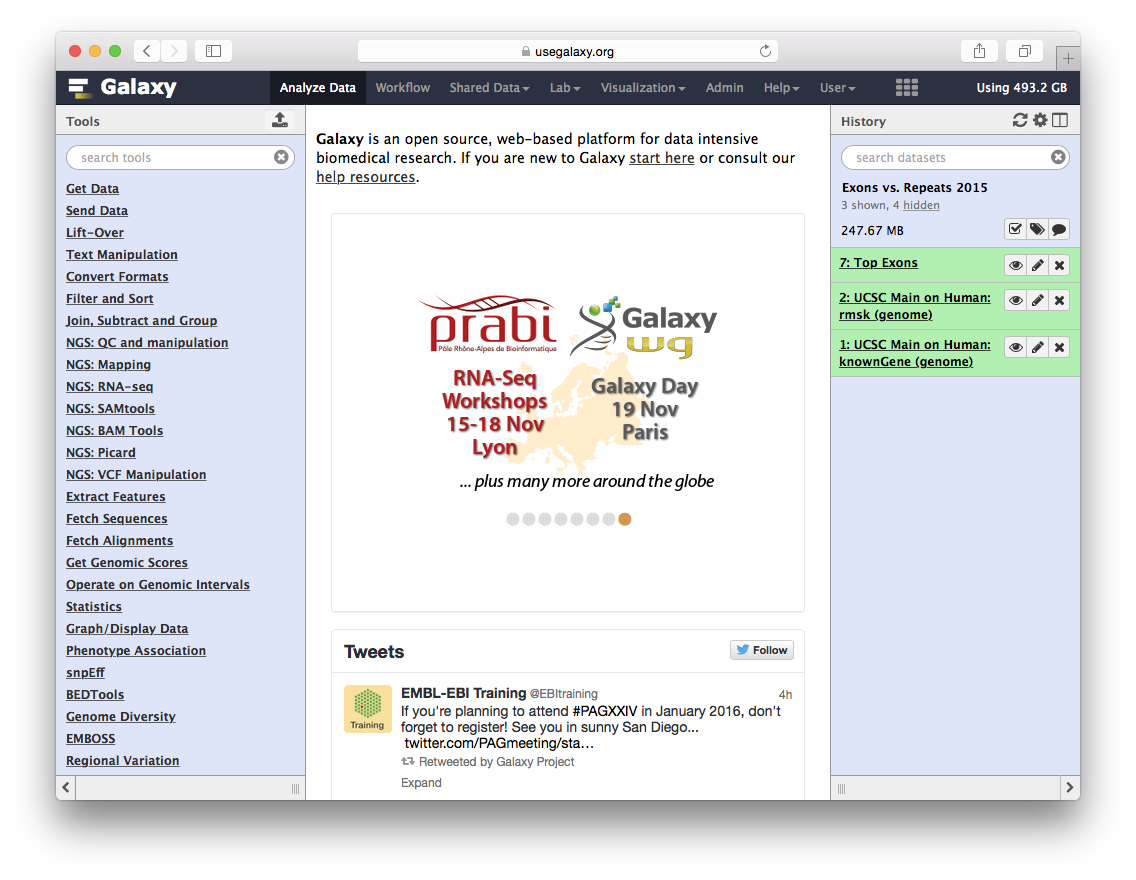 usegalaxy.org
Galaxy
Analyze Data
Workflow
Shared Data
Lab
Visualization
Admin
Help
User
Using 493.2 GB
Tools
search tools
Get Data
Send Data
Lift-Over
Text Manipulation
Convert Formats
Filter and Sort
Join, Subtract and Group
NGS: QC and manipulation
NGS: Mapping
NGS: RNA-seq
NGS: SAMtools
NGS: BAM Tools
NGS: Picard
NGS: VCF Manipulation
Extract Features
Fetch Sequences
Fetch Alignments
Get Genomic Scores
Operate on Genomic Intervals
Statistics
Graph/Display Data
Phenotype Association
snpEff
BEDTools
Genome Diversity
EMBOSS
Regional Variation
Galaxy is an open source, web-based platform for data intensive
biomedical research. If you are new to Galaxy start here or consult our
help resources.
prabi
Pôle Rhône-Alpes de Bioinformatique
RNA-Seq
Workshops
15-18 Nov
Lyon
Galaxy
wg
Galaxy Day
19 Nov
Paris
... plus many more around the globe
Tweets
Follow
Training
EMBL-EBI Training @EBItraining
4h
If you're planning to attend #PAGXXIV in January 2016, don't
forget to register! See you in sunny San Diego...
twitter.com/PAGmeeting/sta…
Retweeted by Galaxy Project
Expand
History
search datasets
Exons vs. Repeats 2015
3 shown, 4 hidden
247.67 MB
7: Top Exons
2: UCSC Main on Human:
rmsk (genome)
1: UCSC Main on Human:
knownGene (genome)